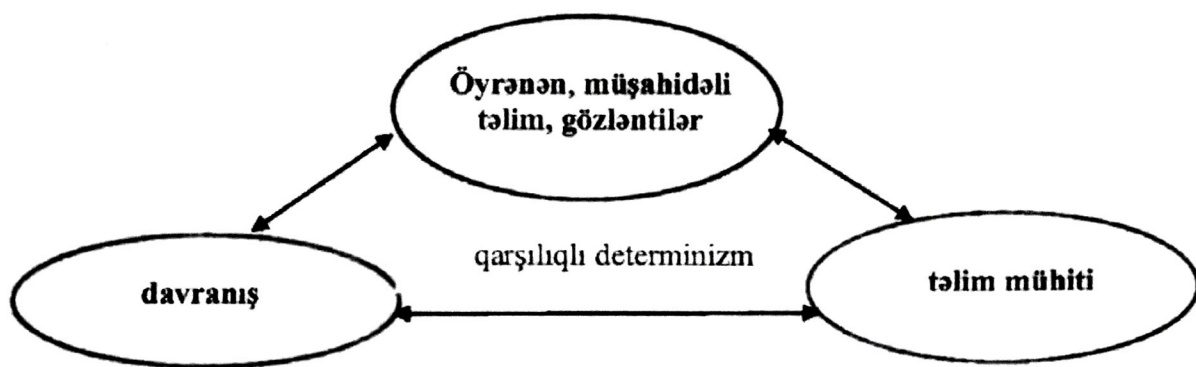 Öyrənən, müşahidəli
təlim, gözləntilər
qarşılıqlı determinizm
davranış
təlim mühiti